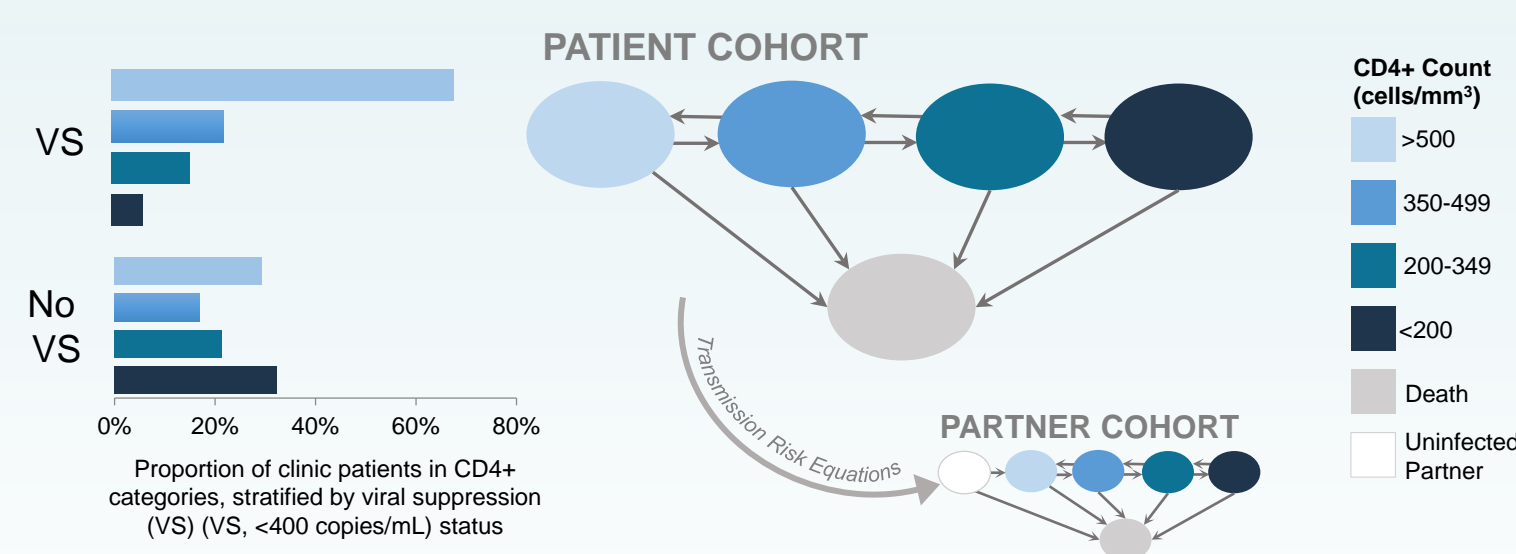 PATIENT COHORT
VS
No
VS
0% 20% 40% 60% 80%
Proportion of clinic patients in CD4+
categories, stratified by viral suppression
(VS) (VS, <400 copies/mL) status
Transmission Risk Equations
PARTNER COHORT
CD4+ Count
(cells/mm³)
>500
350-499
200-349
<200
Death
Uninfected
Partner